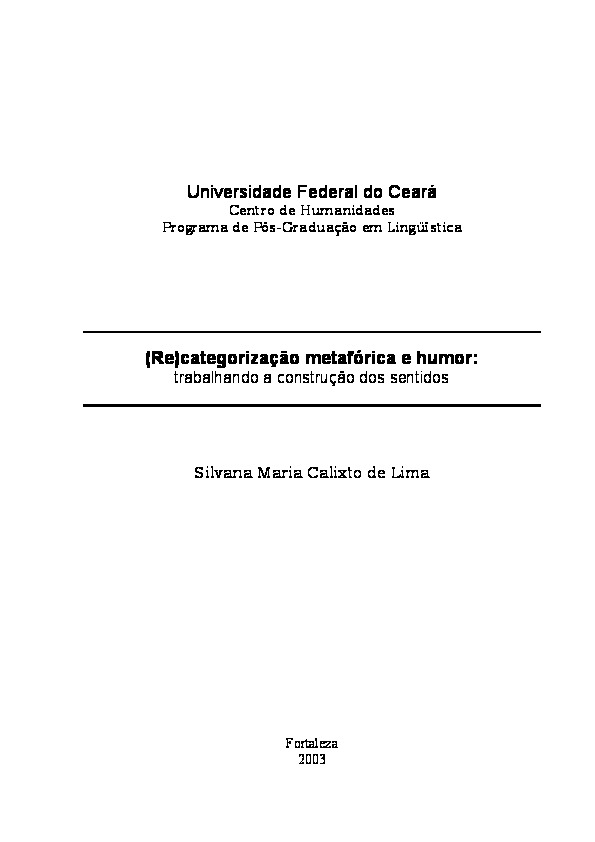 Universidade Federal do Ceará
Centro de Humanidades
Programa de Pós-Graduação em Lingüística
(Re)categorização metafórica e humor:
trabalhando a construção dos sentidos
Silvana Maria Calixto de Lima
Fortaleza
2003